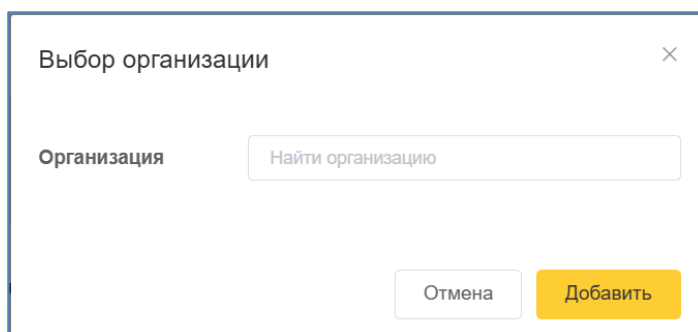 Выбор организации
Организация Найти организацию
Отмена Добавить